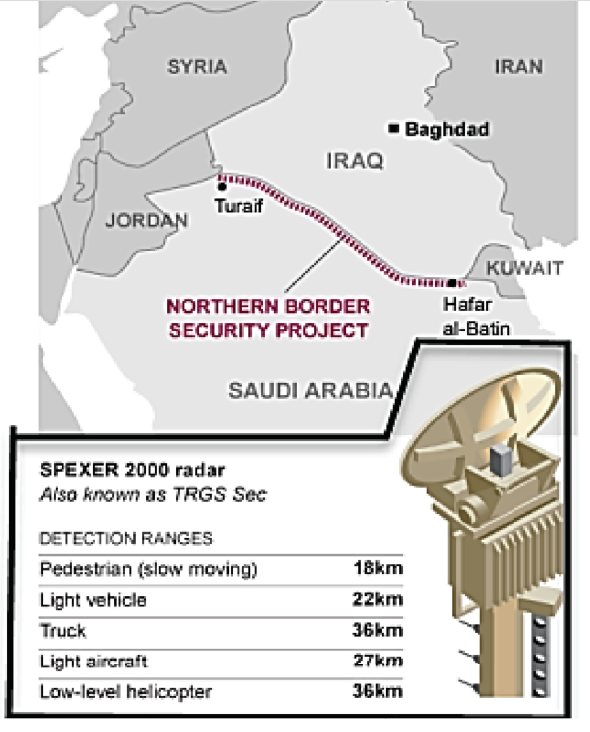 SYRIA
IRAN
Baghdad
IRAQ
Turaif
JORDAN
KUWAIT
NORTHERN BORDER
SECURITY PROJECT
Hafar
al-Batin
SAUDI ARABIA
SPEXER 2000 radar
Also known as TRGS Sec
DETECTION RANGES
Pedestrian (slow moving) 18km
Light vehicle 22km
Truck 36km
Light aircraft 27km
Low-level helicopter 36km